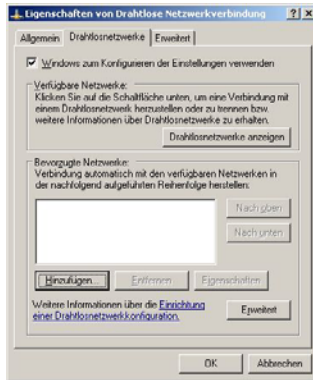 Eigenschaften von Drahtlose Netzwerkverbindung
Allgemein Drahtlosnetzwerke Erweitert
Windows zum Konfigurieren der Einstellungen verwenden
Verfügbare Netzwerke:
Klicken Sie auf die Schaltfläche unten, um eine Verbindung mit
einem Drahtlosnetzwerk herzustellen oder zu trennen bzw.
weitere Informationen über Drahtlosnetzwerke zu erhalten.
Drahtlosnetzwerke anzeigen
Bevorzugte Netzwerke:
Verbindung automatisch mit den verfügbaren Netzwerken in
der nachfolgend aufgeführten Reihenfolge herstellen:
Nach oben
Nach unten
Hinzufügen... Entfernen Eigenschaften
Weitere Informationen über die Einrichtung
einer Drahtlosnetzwerkkonfiguration.
Erweitert
OK Abbrechen